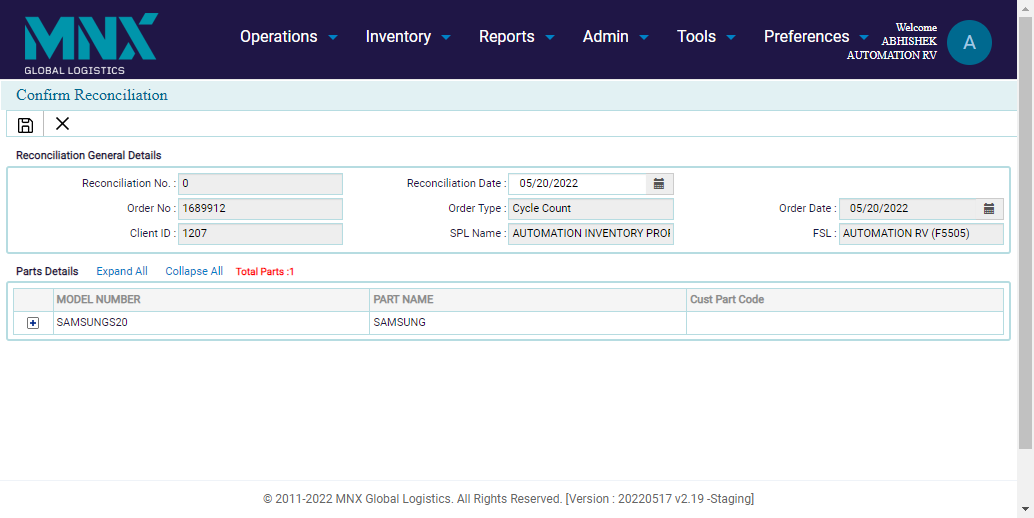 MNX
GLOBAL LOGISTICS
Operations Inventory Reports Admin Tools Preferences
Welcome
ABHISHEK
AUTOMATION RV
A
Confirm Reconciliation
Reconciliation General Details
Reconciliation No. : 0 Reconciliation Date : 05/20/2022
Order No : 1689912 Order Type : Cycle Count Order Date : 05/20/2022
Client ID : 1207 SPL Name : AUTOMATION INVENTORY PROF FSL : AUTOMATION RV (F5505)
Parts Details Expand All Collapse All Total Parts :1
MODEL NUMBER PART NAME Cust Part Code
SAMSUNGS20 SAMSUNG
© 2011-2022 MNX Global Logistics. All Rights Reserved. [Version : 20220517 v2.19 -Staging]